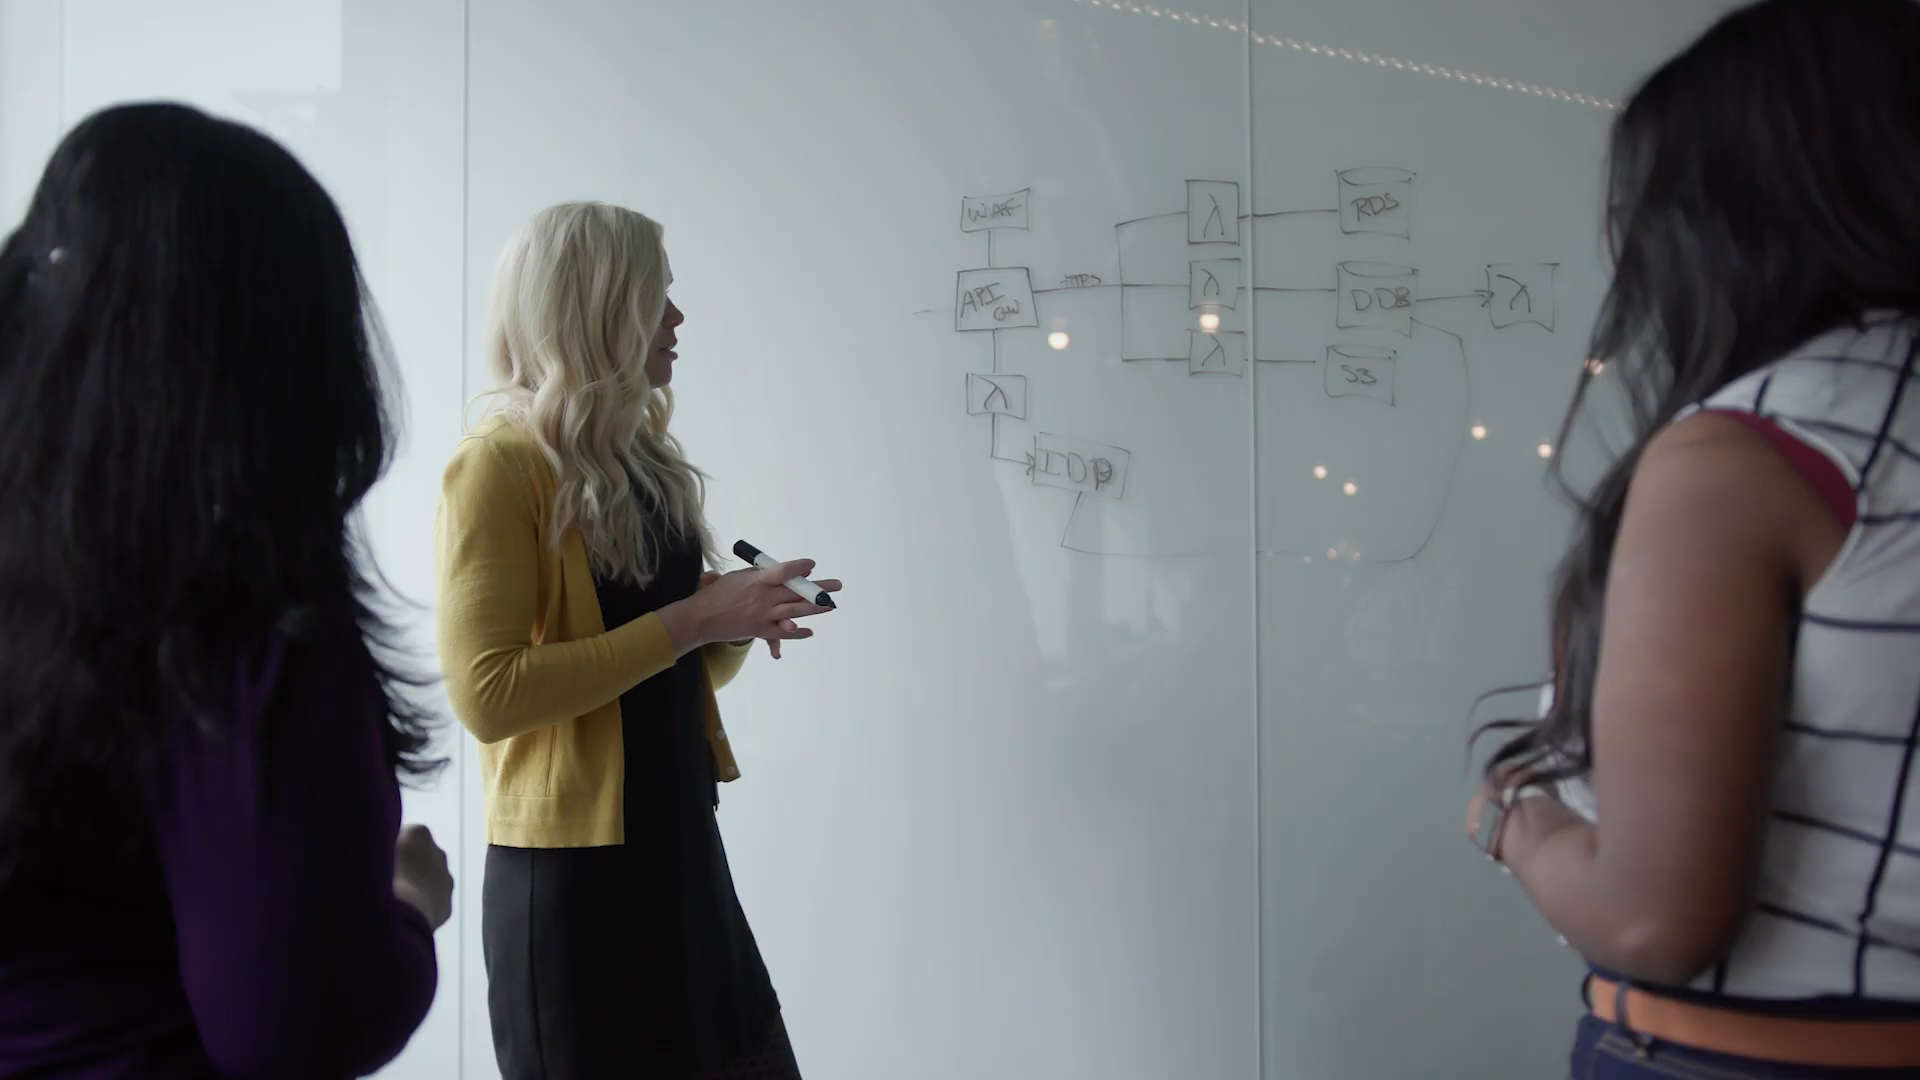 WAF
API
GW
HTTPS
λ
λ
λ
RDS
DDB
S3
λ
λ
IDP